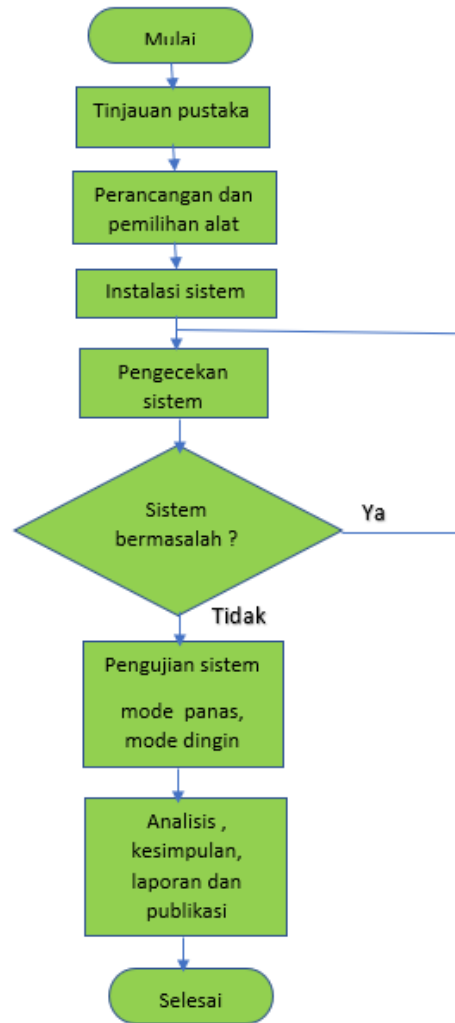 Mulai
Tinjauan pustaka
Perancangan dan
pemilihan alat
Instalasi sistem
Pengecekan
sistem
Sistem
bermasalah ?
Ya
Tidak
Pengujian sistem
mode panas,
mode dingin
Analisis ,
kesimpulan,
laporan dan
publikasi
Selesai